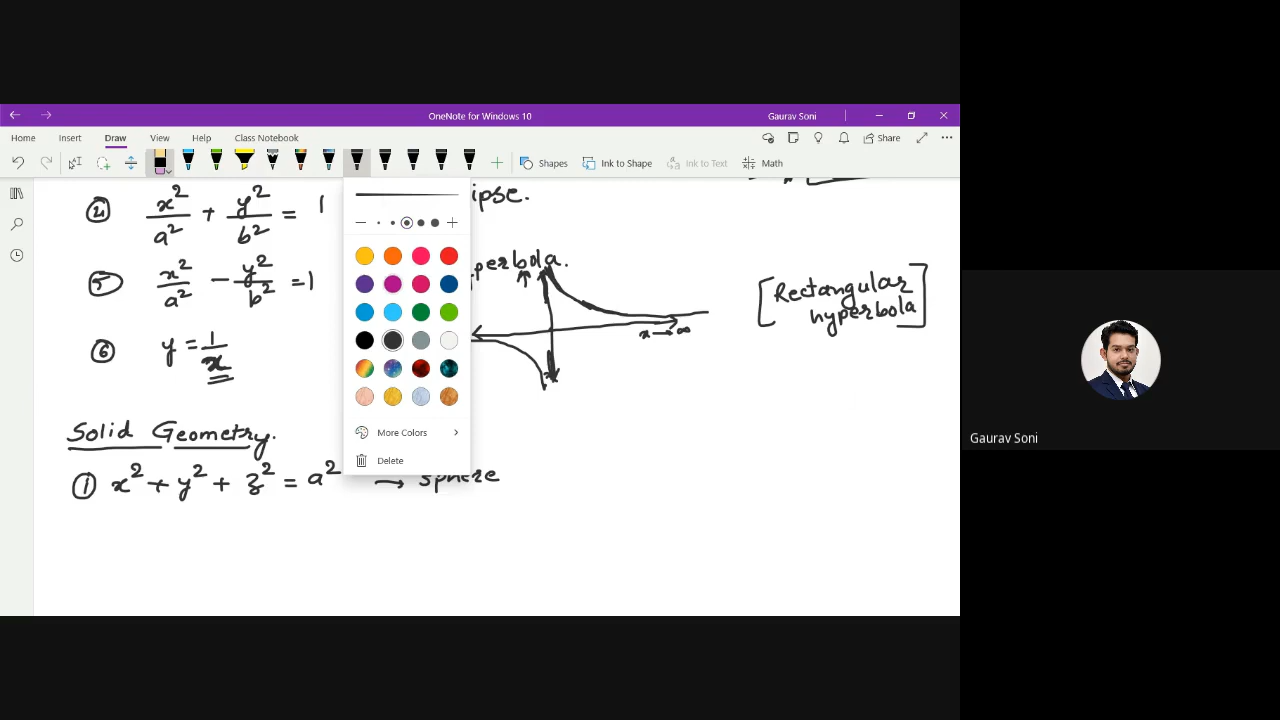 OneNote for Windows 10
Gaurav Soni
Home Insert Draw View Help Class Notebook
Share
Shapes Ink to Shape Ink to Text Math
④ x²/a² + y²/b² = 1 ipse.
⑤ x²/a² - y²/b² = 1 perbola.
[Rectangular
hyperbola]
⑥ y = 1/x
x → ∞
More Colors
Delete
Solid Geometry.
① x² + y² + z² = a² → sphere
Gaurav Soni